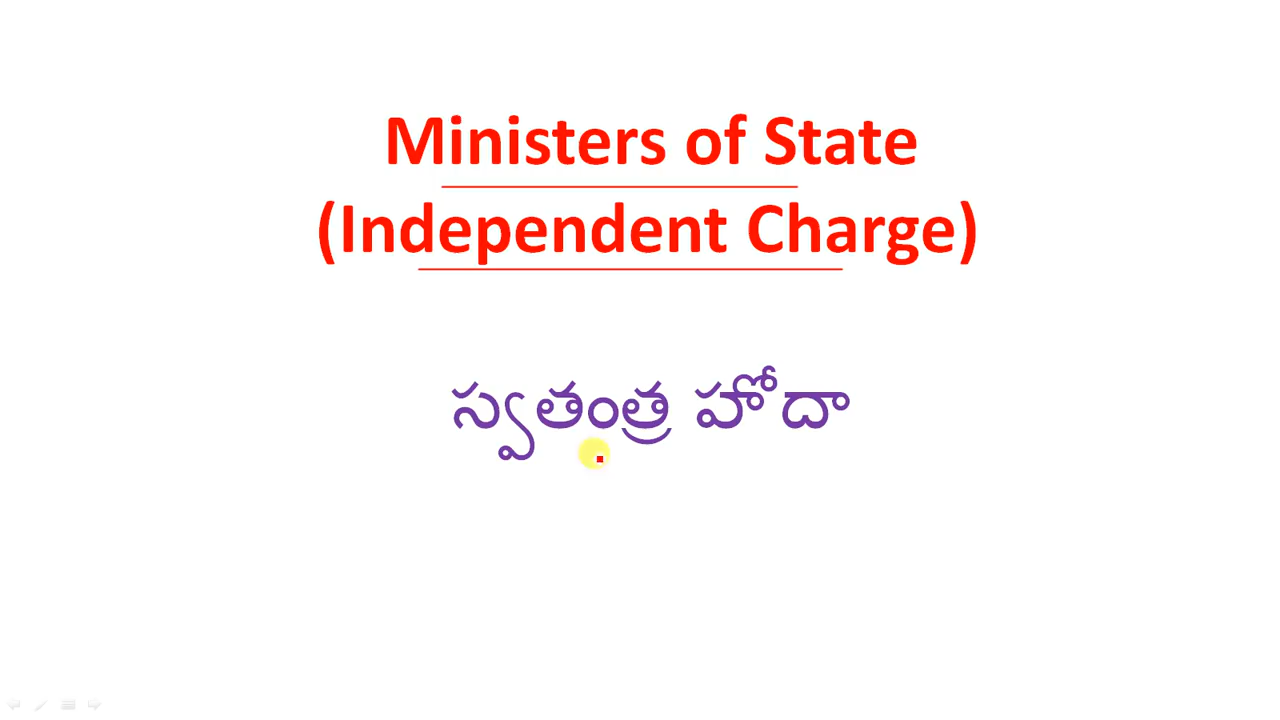 Ministers of State
(Independent Charge)
స్వతంత్ర హోదా